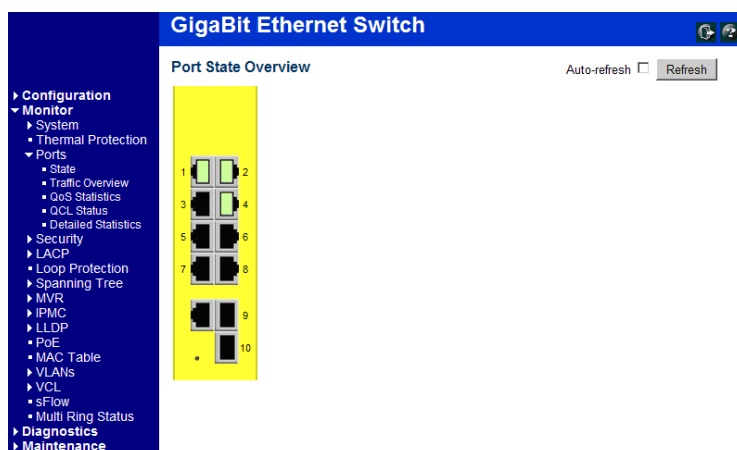 GigaBit Ethernet Switch
Port State Overview
Auto-refresh Refresh
Configuration
Monitor
System
Thermal Protection
Ports
State
Traffic Overview
QoS Statistics
QCL Status
Detailed Statistics
Security
LACP
Loop Protection
Spanning Tree
MVR
IPMC
LLDP
PoE
MAC Table
VLANs
VCL
sFlow
Multi Ring Status
Diagnostics
Maintenance
1 2
3 4
5 6
7 8
9
10